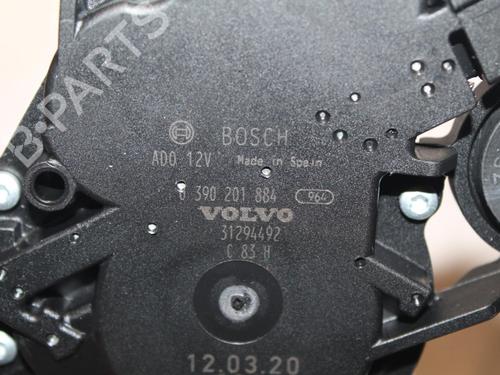 B-PARTS
BOSCH
ADO 12V Made in Spain
0 390 201 884 964
VOLVO
31294492
C 83 H
12.03.20